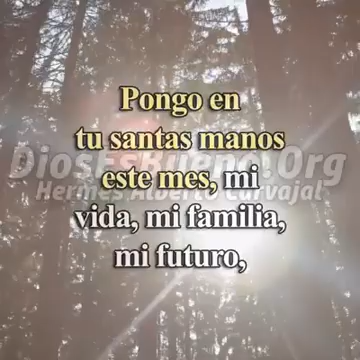 Pongo en
tu santas manos
este mes, mi
DiosEsBueno.Org
Hermes Alberto Carvajal
vida, mi familia,
mi futuro,